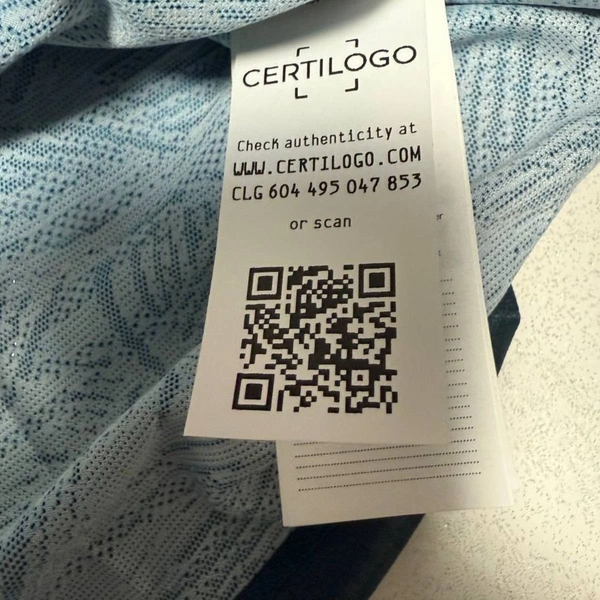 CERTILOGO
Check authenticity at
WWW.CERTILOGO.COM
CLG 604 495 047 853
or scan